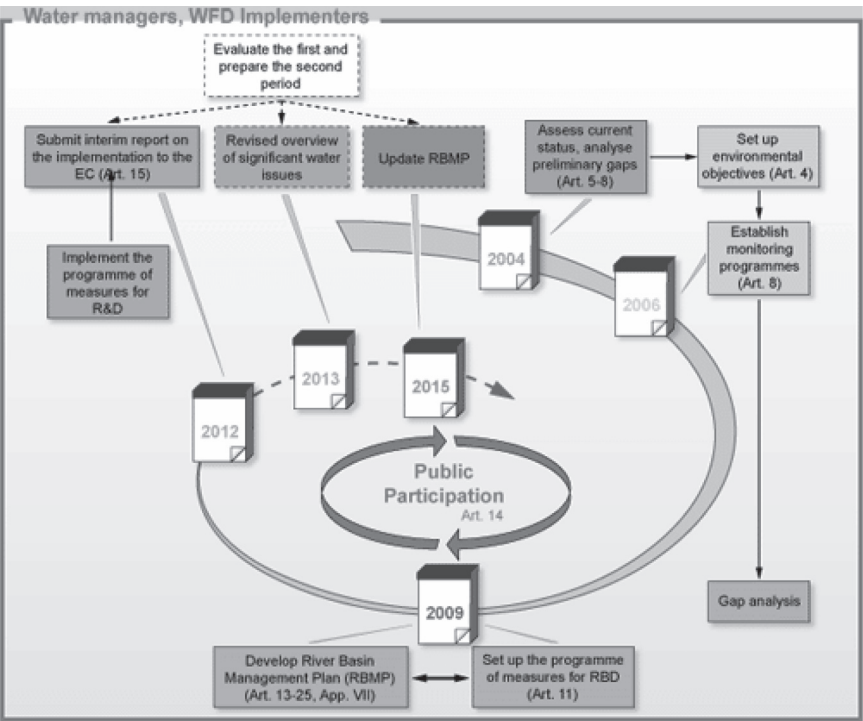 Water managers, WFD Implementers
Evaluate the first and
prepare the second
period
Submit interim report on
the implementation to the
EC (Art. 15)
Revised overview
of significant water
issues
Update RBMP
Assess current
status, analyse
preliminary gaps
(Art. 5-8)
Set up
environmental
objectives (Art. 4)
Implement the
programme of
measures for
R&D
Establish
monitoring
programmes
(Art. 8)
2004
2006
2013
2015
2012
Public
Participation
Art. 14
2009
Gap analysis
Develop River Basin
Management Plan (RBMP)
(Art. 13-25, App. VII)
Set up the programme
of measures for RBD
(Art. 11)